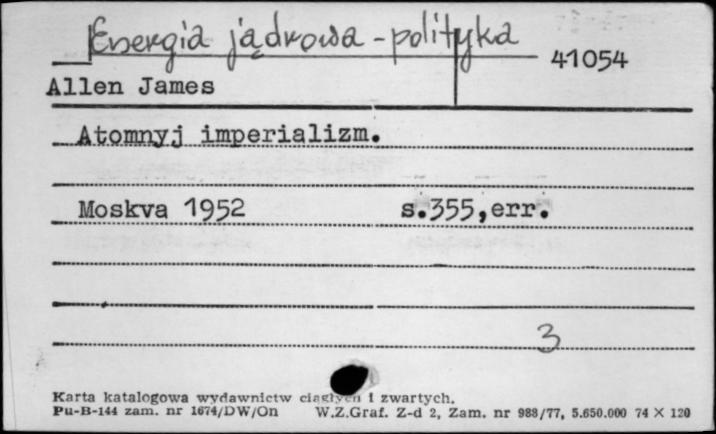 Energia jądrowa - polityka
41054
Allen James
Atomnyj imperializm.
Moskva 1952 s.355,err.
3
Karta katalogowa wydawnictw ciągłych i zwartych.
Pu-B-144 zam. nr 1674/DW/On W.Z.Graf. Z-d 2, Zam. nr 988/77, 5.650.000 74 X 120